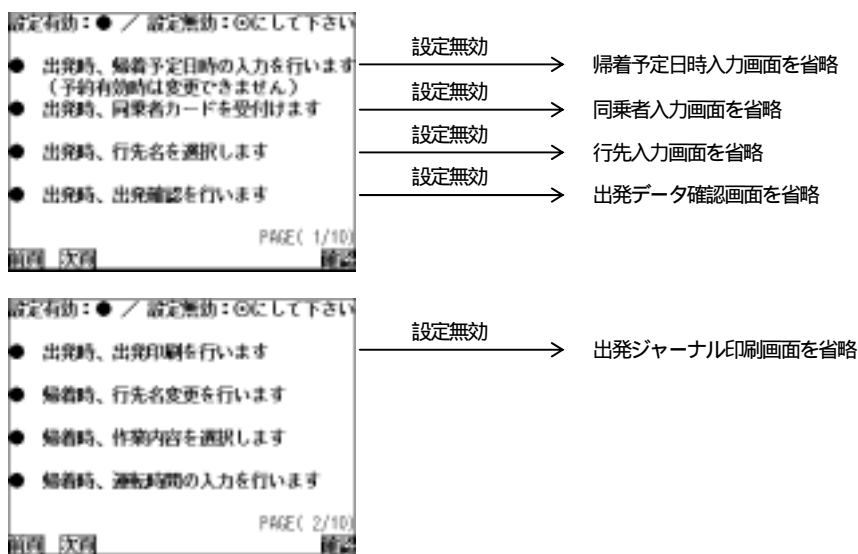 設定有効：● ／ 設定無効：◎にして下さい
● 出発時、帰着予定日時の入力を行います
（予約有効時は変更できません）
● 出発時、同乗者カードを受付けます
● 出発時、行先名を選択します
● 出発時、出発確認を行います
PAGE( 1/10)
前頁 次頁 確認
設定無効
帰着予定日時入力画面を省略
設定無効
同乗者入力画面を省略
設定無効
行先入力画面を省略
設定無効
出発データ確認画面を省略
設定有効：● ／ 設定無効：◎にして下さい
● 出発時、出発印刷を行います
● 帰着時、行先名変更を行います
● 帰着時、作業内容を選択します
● 帰着時、運転時間の入力を行います
PAGE( 2/10)
前頁 次頁 確認
設定無効
出発ジャーナル印刷画面を省略